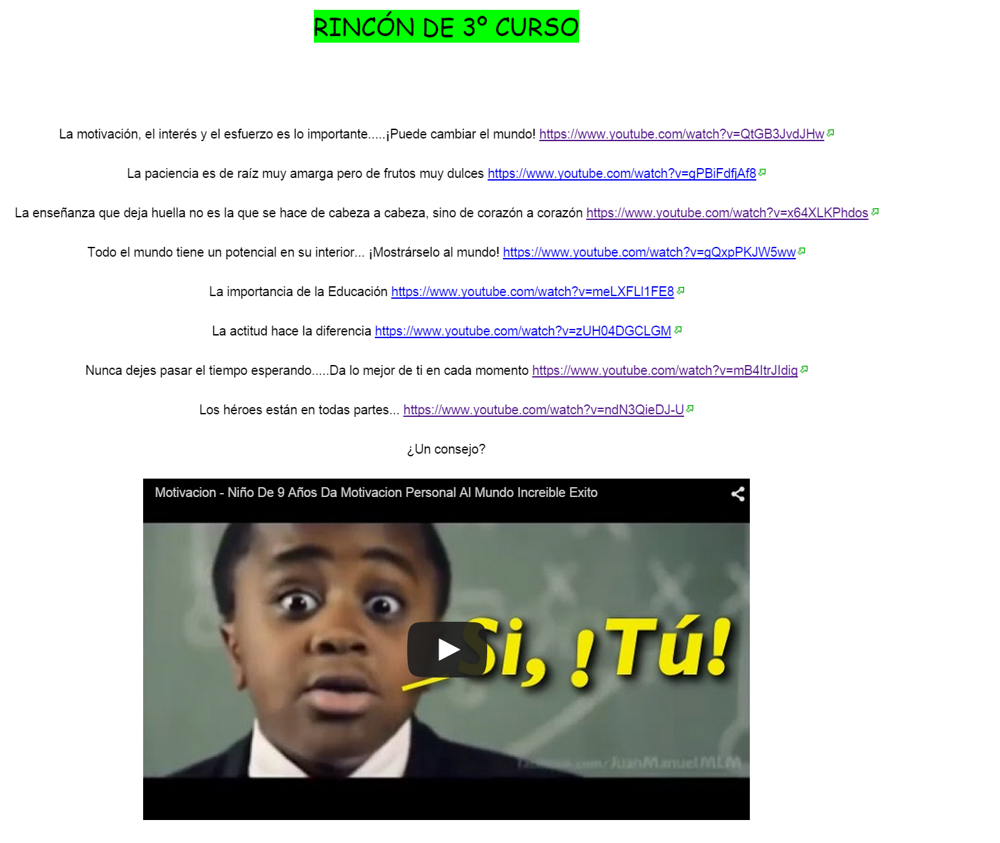 RINCÓN DE 3º CURSO
La motivación, el interés y el esfuerzo es lo importante.....¡Puede cambiar el mundo! https://www.youtube.com/watch?v=QtGB3JvdJHw
La paciencia es de raíz muy amarga pero de frutos muy dulces https://www.youtube.com/watch?v=gPBiFdfjAf8
La enseñanza que deja huella no es la que se hace de cabeza a cabeza, sino de corazón a corazón https://www.youtube.com/watch?v=x64XLKPhdos
Todo el mundo tiene un potencial en su interior... ¡Mostrárselo al mundo! https://www.youtube.com/watch?v=gQxpPKJW5ww
La importancia de la Educación https://www.youtube.com/watch?v=meLXFLl1FE8
La actitud hace la diferencia https://www.youtube.com/watch?v=zUH04DGCLGM
Nunca dejes pasar el tiempo esperando.....Da lo mejor de ti en cada momento https://www.youtube.com/watch?v=mB4ItrJIdig
Los héroes están en todas partes... https://www.youtube.com/watch?v=ndN3QieDJ-U
¿Un consejo?
Motivacion - Niño De 9 Años Da Motivacion Personal Al Mundo Increible Exito
Si, !Tú!
facebook.com/JuanManuelMLM